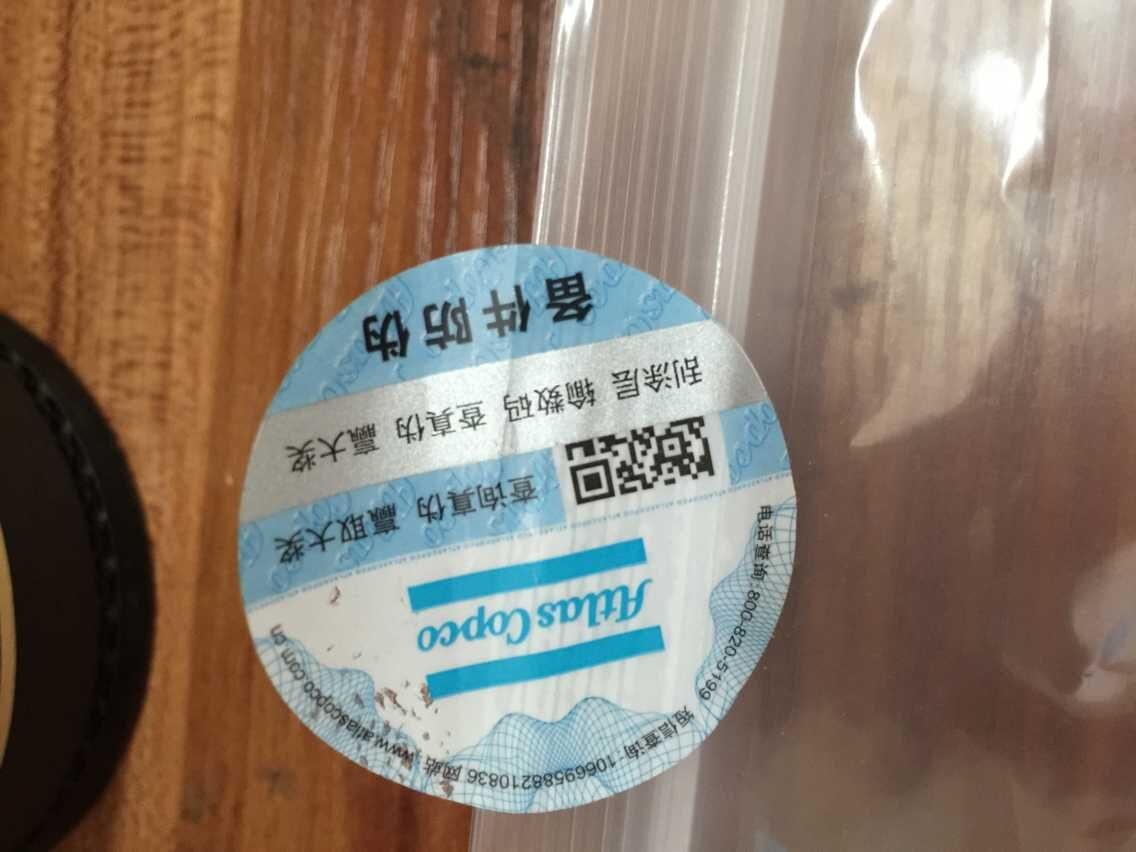 备件防伪
刮涂层 输数码 查真伪 赢大奖
查询真伪 赢取大奖
Atlas Copco
电话查询:800-820-5199
短信查询:1066958821​0836
网站:www.atlascopco.com.cn